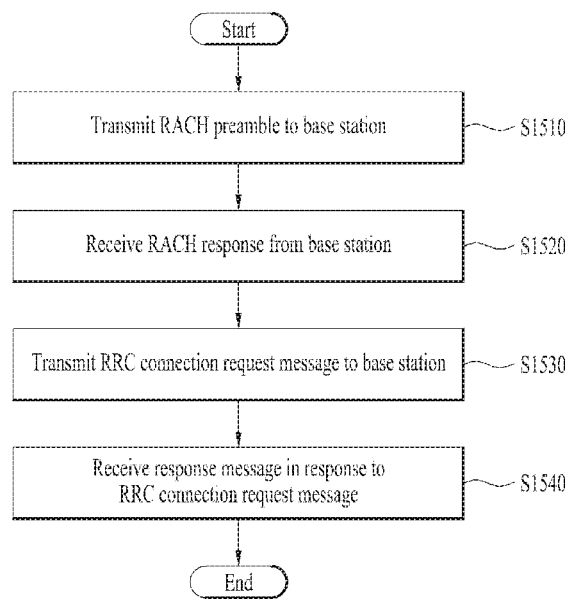 Start
Transmit RACH preamble to base station
S1510
Receive RACH response from base station
S1520
Transmit RRC connection request message to base station
S1530
Receive response message in response to
RRC connection request message
S1540
End